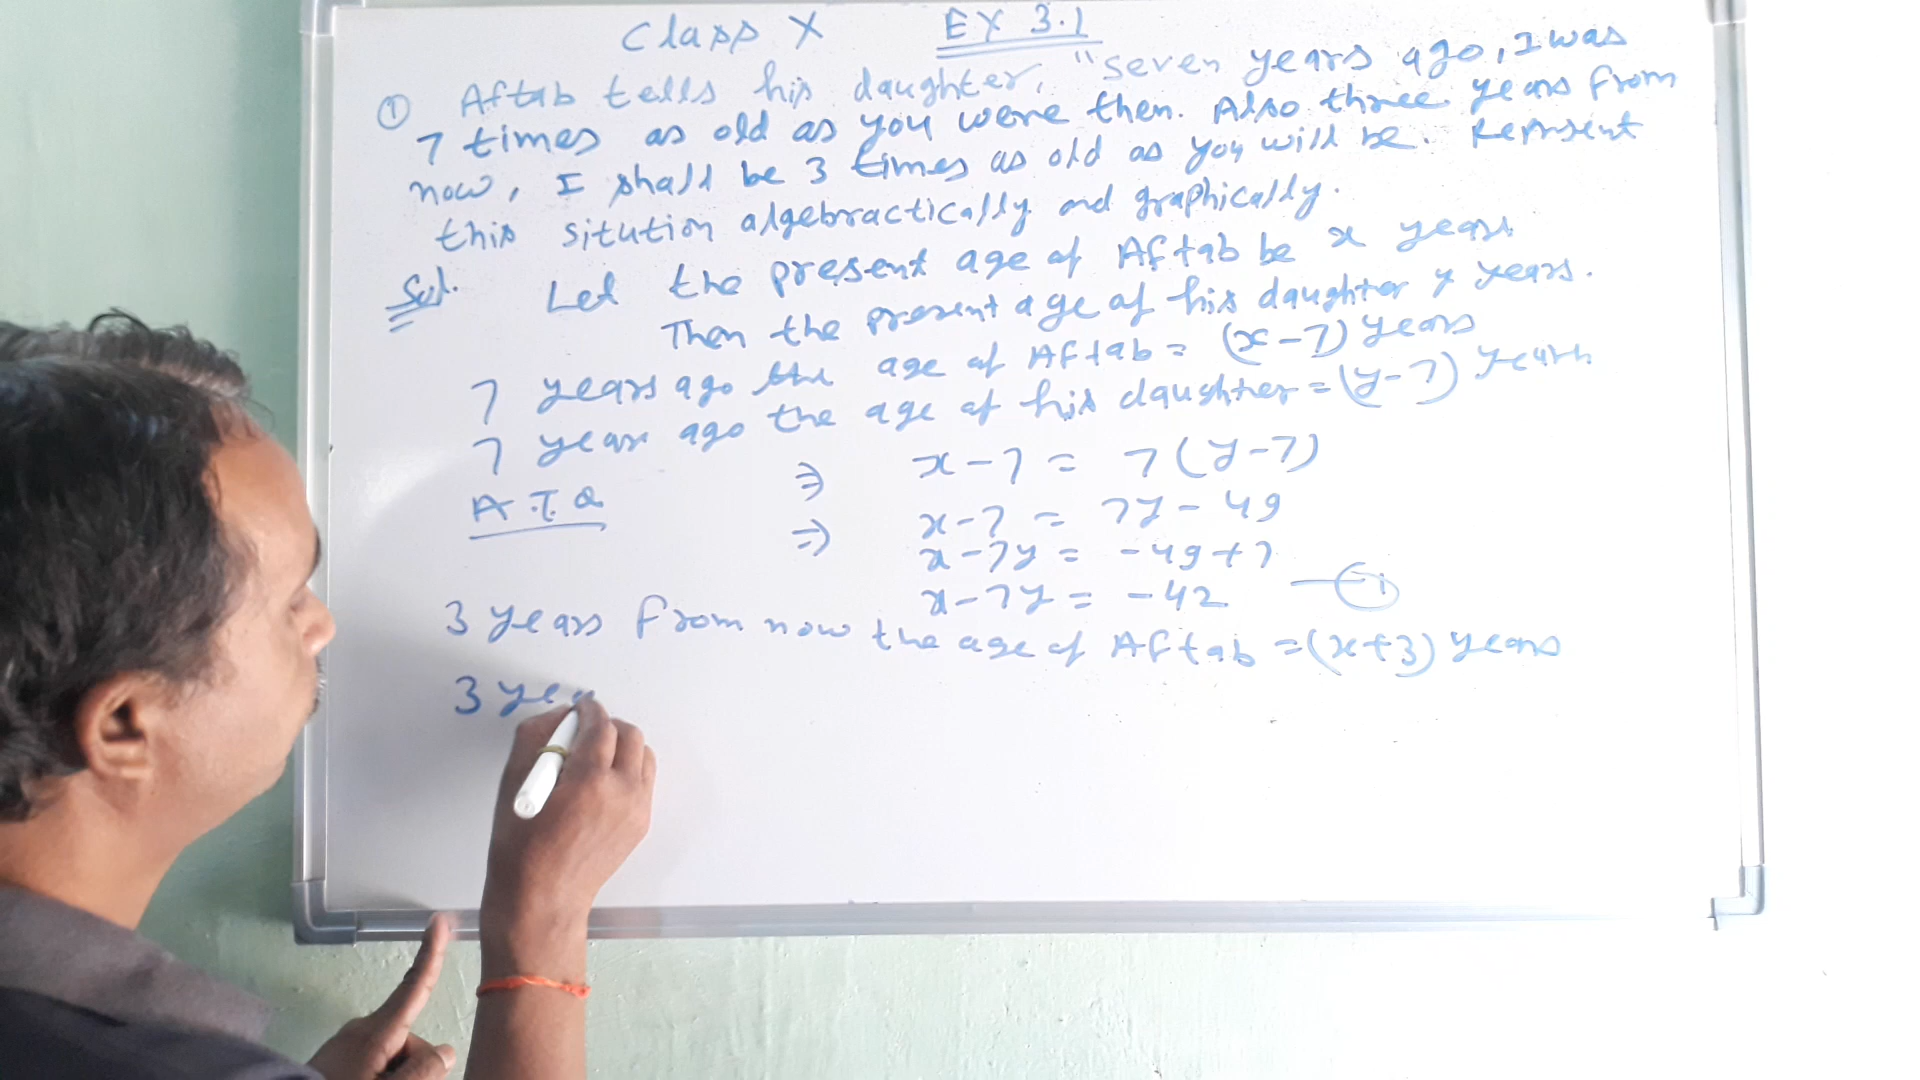 Class X EX 3.1
① Aftab tells his daughter, "seven years ago, I was
7 times as old as you were then. Also three years from
now, I shall be 3 times as old as you will be. Reprsent
this sitution algebractically and graphically.
Sol. Let the present age of Aftab be x years.
Then the present age of his daughter y years.
7 years ago the age of Aftab = (x-7) years
7 year ago the age of his daughter = (y-7) years
A.T.Q ⇒ x-7 = 7(y-7)
⇒ x-7 = 7y-49
x-7y = -49+7
x-7y = -42 —①
3 years from now the age of Aftab =(x+3) years
3 yea